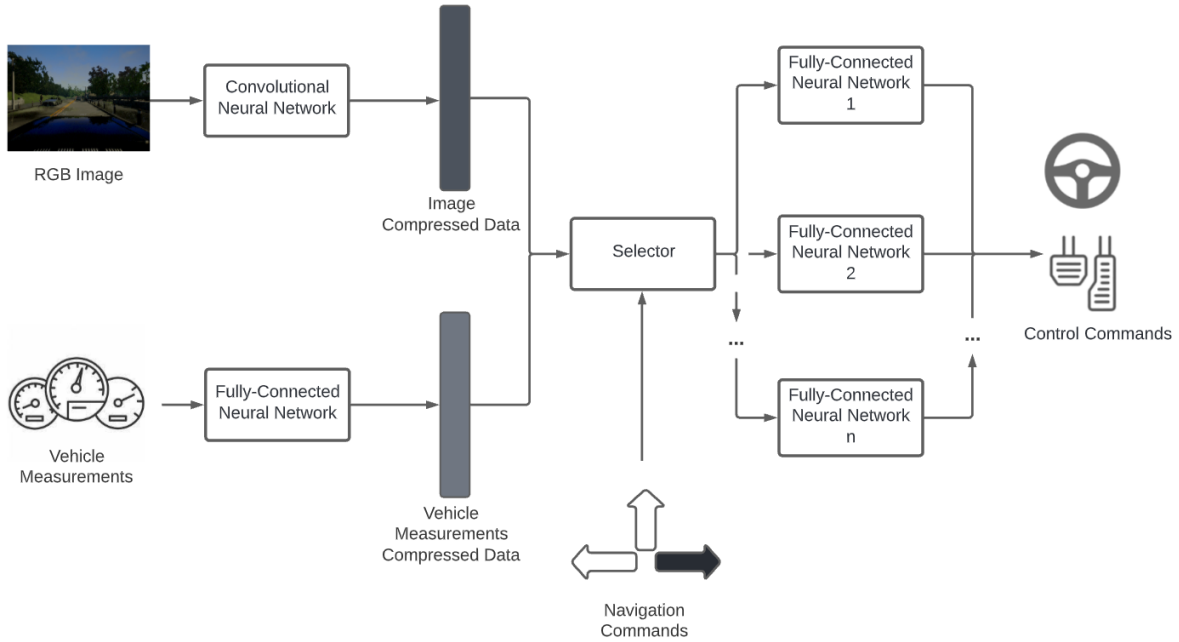 RGB Image
Convolutional
Neural Network
Image
Compressed Data
Vehicle
Measurements
Fully-Connected
Neural Network
Vehicle
Measurements
Compressed Data
Selector
Navigation
Commands
Fully-Connected
Neural Network
1
Fully-Connected
Neural Network
2
...
Fully-Connected
Neural Network
n
...
Control Commands